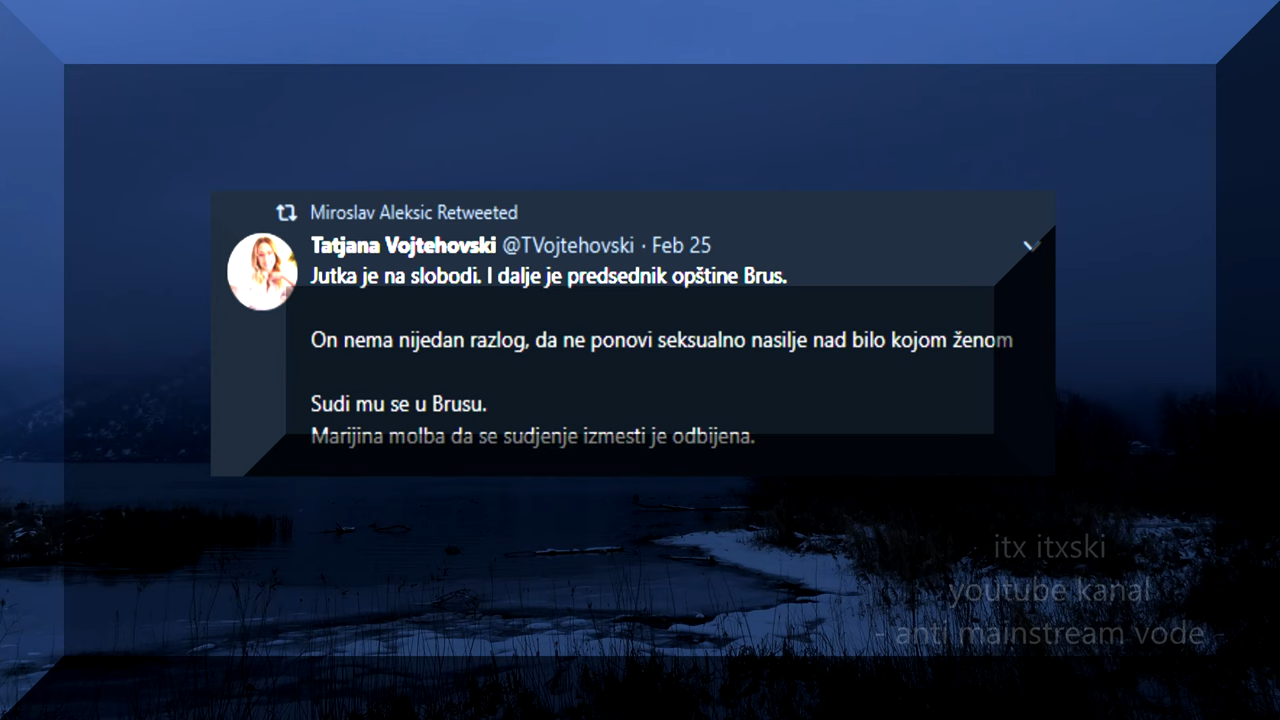 Miroslav Aleksic Retweeted
Tatjana Vojtehovski @TVojtehovski · Feb 25
Jutka je na slobodi. I dalje je predsednik opštine Brus.
On nema nijedan razlog, da ne ponovi seksualno nasilje nad bilo kojom ženom
Sudi mu se u Brusu.
Marijina molba da se sudjenje izmesti je odbijena.
itx itxski
youtube kanal
- anti mainstream vode -